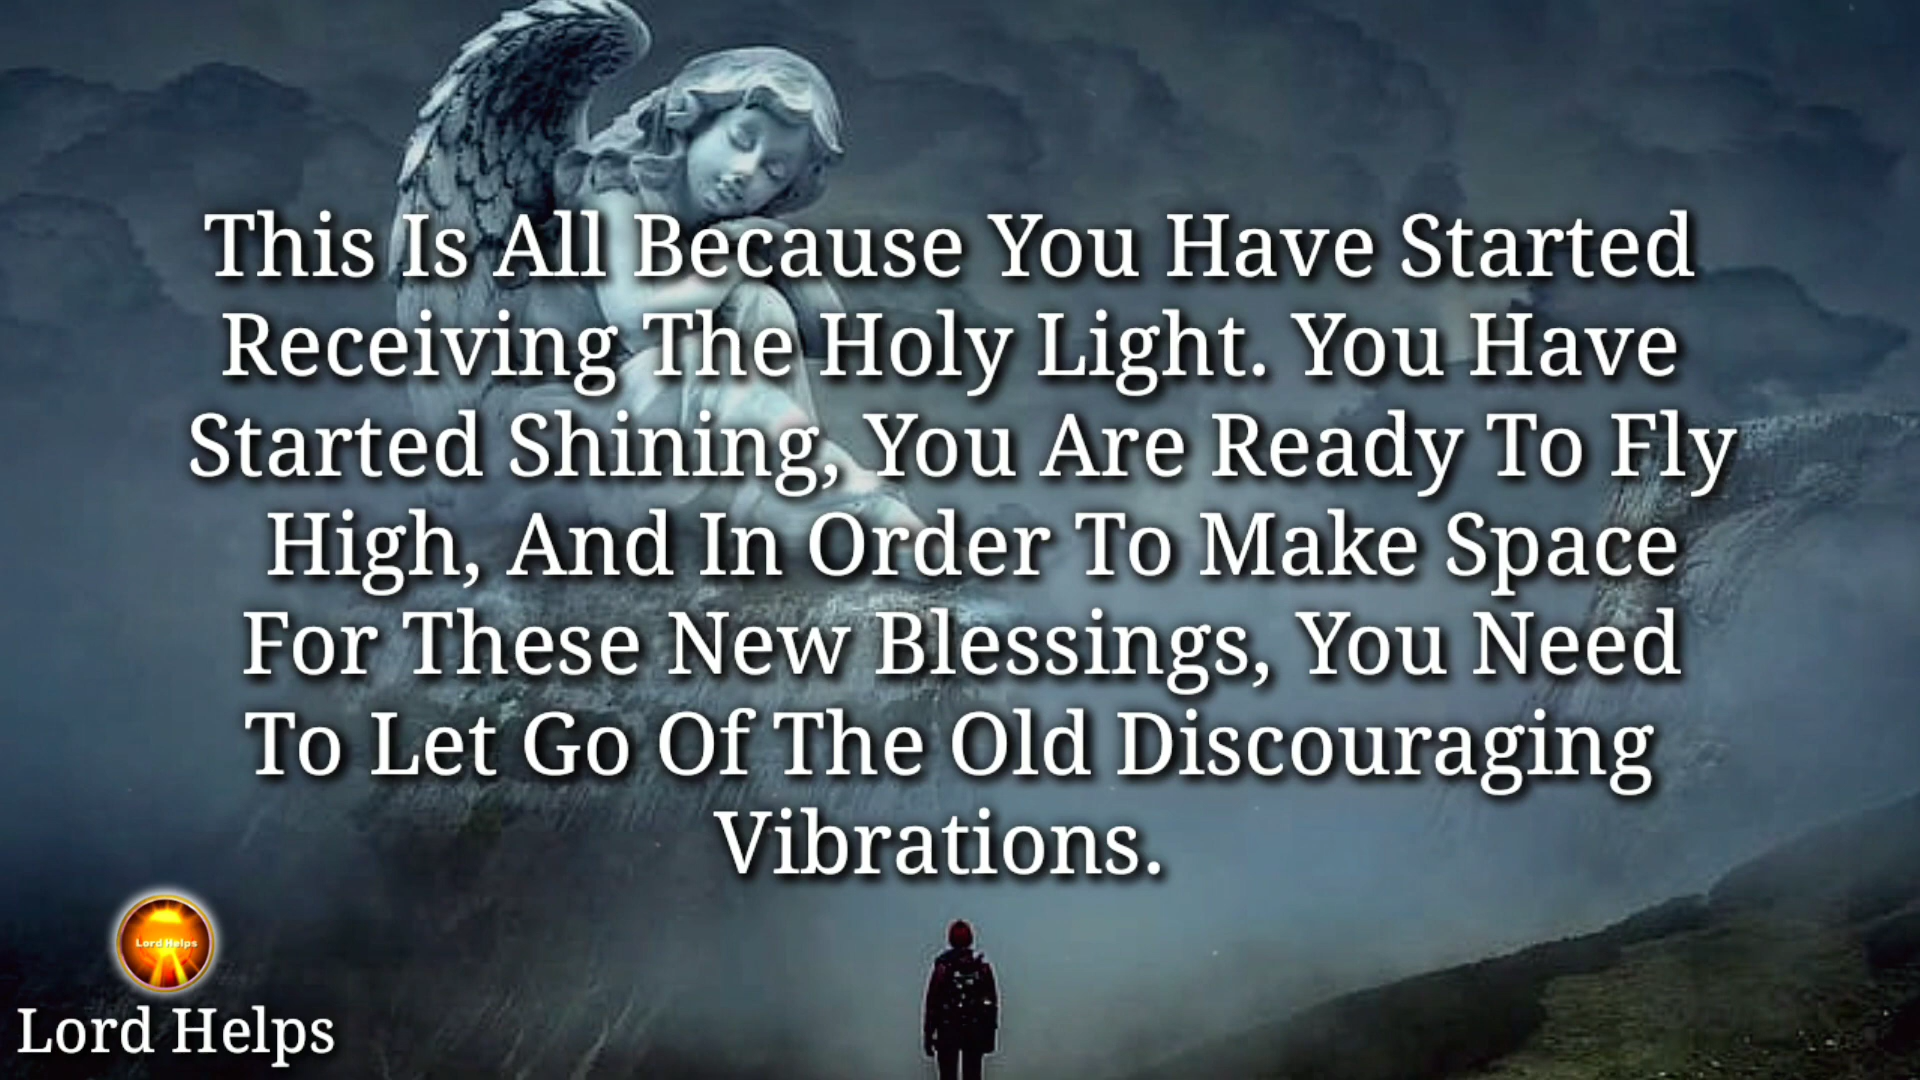 This Is All Because You Have Started
Receiving The Holy Light. You Have
Started Shining, You Are Ready To Fly
High, And In Order To Make Space
For These New Blessings, You Need
To Let Go Of The Old Discouraging
Vibrations.
Lord Helps
Lord Helps